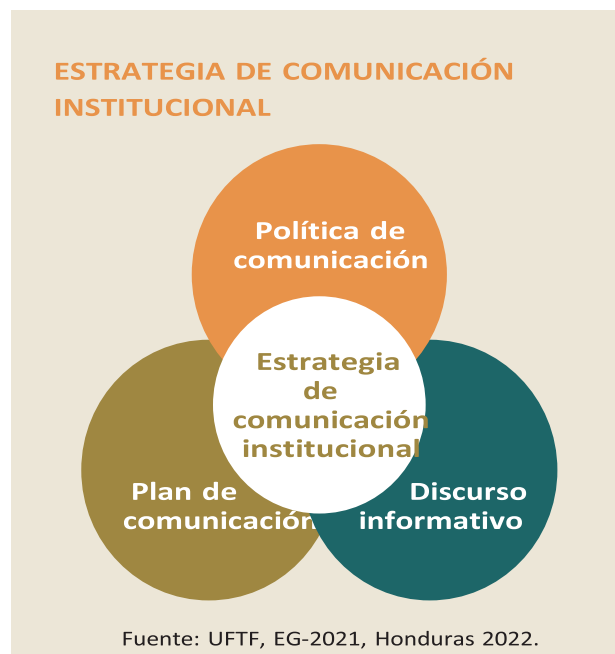 ESTRATEGIA DE COMUNICACIÓN
INSTITUCIONAL
Política de
comunicación
Estrategia
de
comunicación
institucional
Plan de
comunicación
Discurso
informativo
Fuente: UFTF, EG-2021, Honduras 2022.